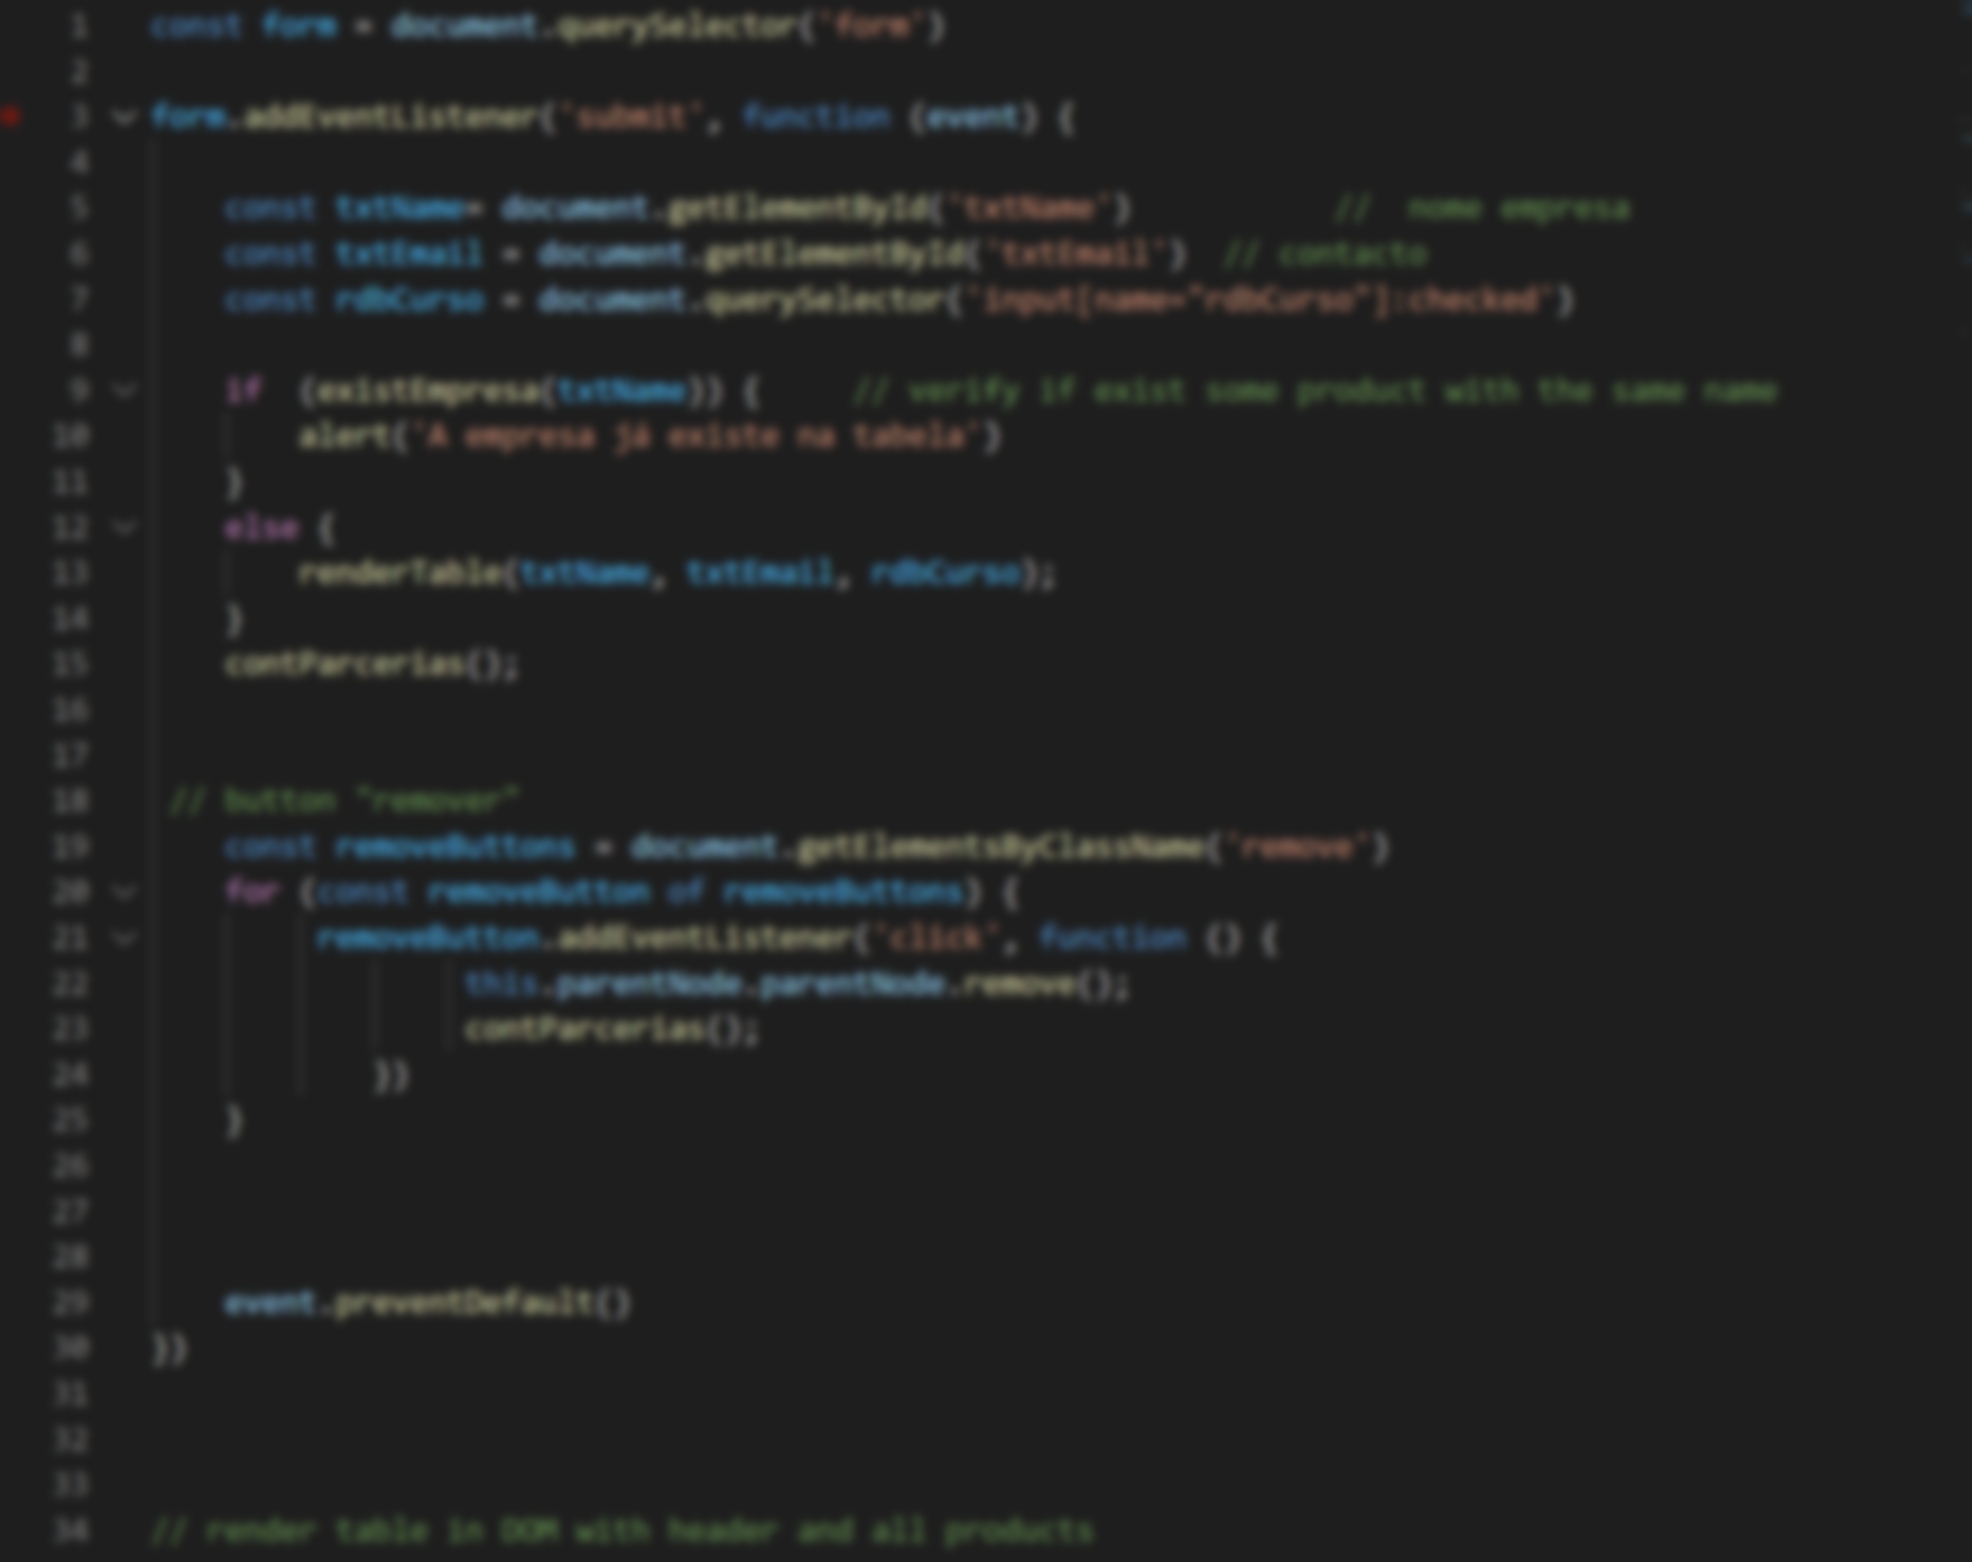 1 const form = document.querySelector('form')
2
3 form.addEventListener('submit', function (event) {
4
5 const txtName= document.getElementById('txtName') // nome empresa
6 const txtEmail = document.getElementById('txtEmail') // contacto
7 const rdbCurso = document.querySelector('input[name="rdbCurso"]:checked')
8
9 if (existEmpresa(txtName)) { // verify if exist some product with the same name
10 alert('A empresa já existe na tabela')
11 }
12 else {
13 renderTable(txtName, txtEmail, rdbCurso);
14 }
15 contParcerias();
16
17
18 // button "remover"
19 const removeButtons = document.getElementsByClassName('remove')
20 for (const removeButton of removeButtons) {
21 removeButton.addEventListener('click', function () {
22 this.parentNode.parentNode.remove();
23 contParcerias();
24 })
25 }
26
27
28
29 event.preventDefault()
30 })
31
32
33
34 // render table in DOM with header and all products